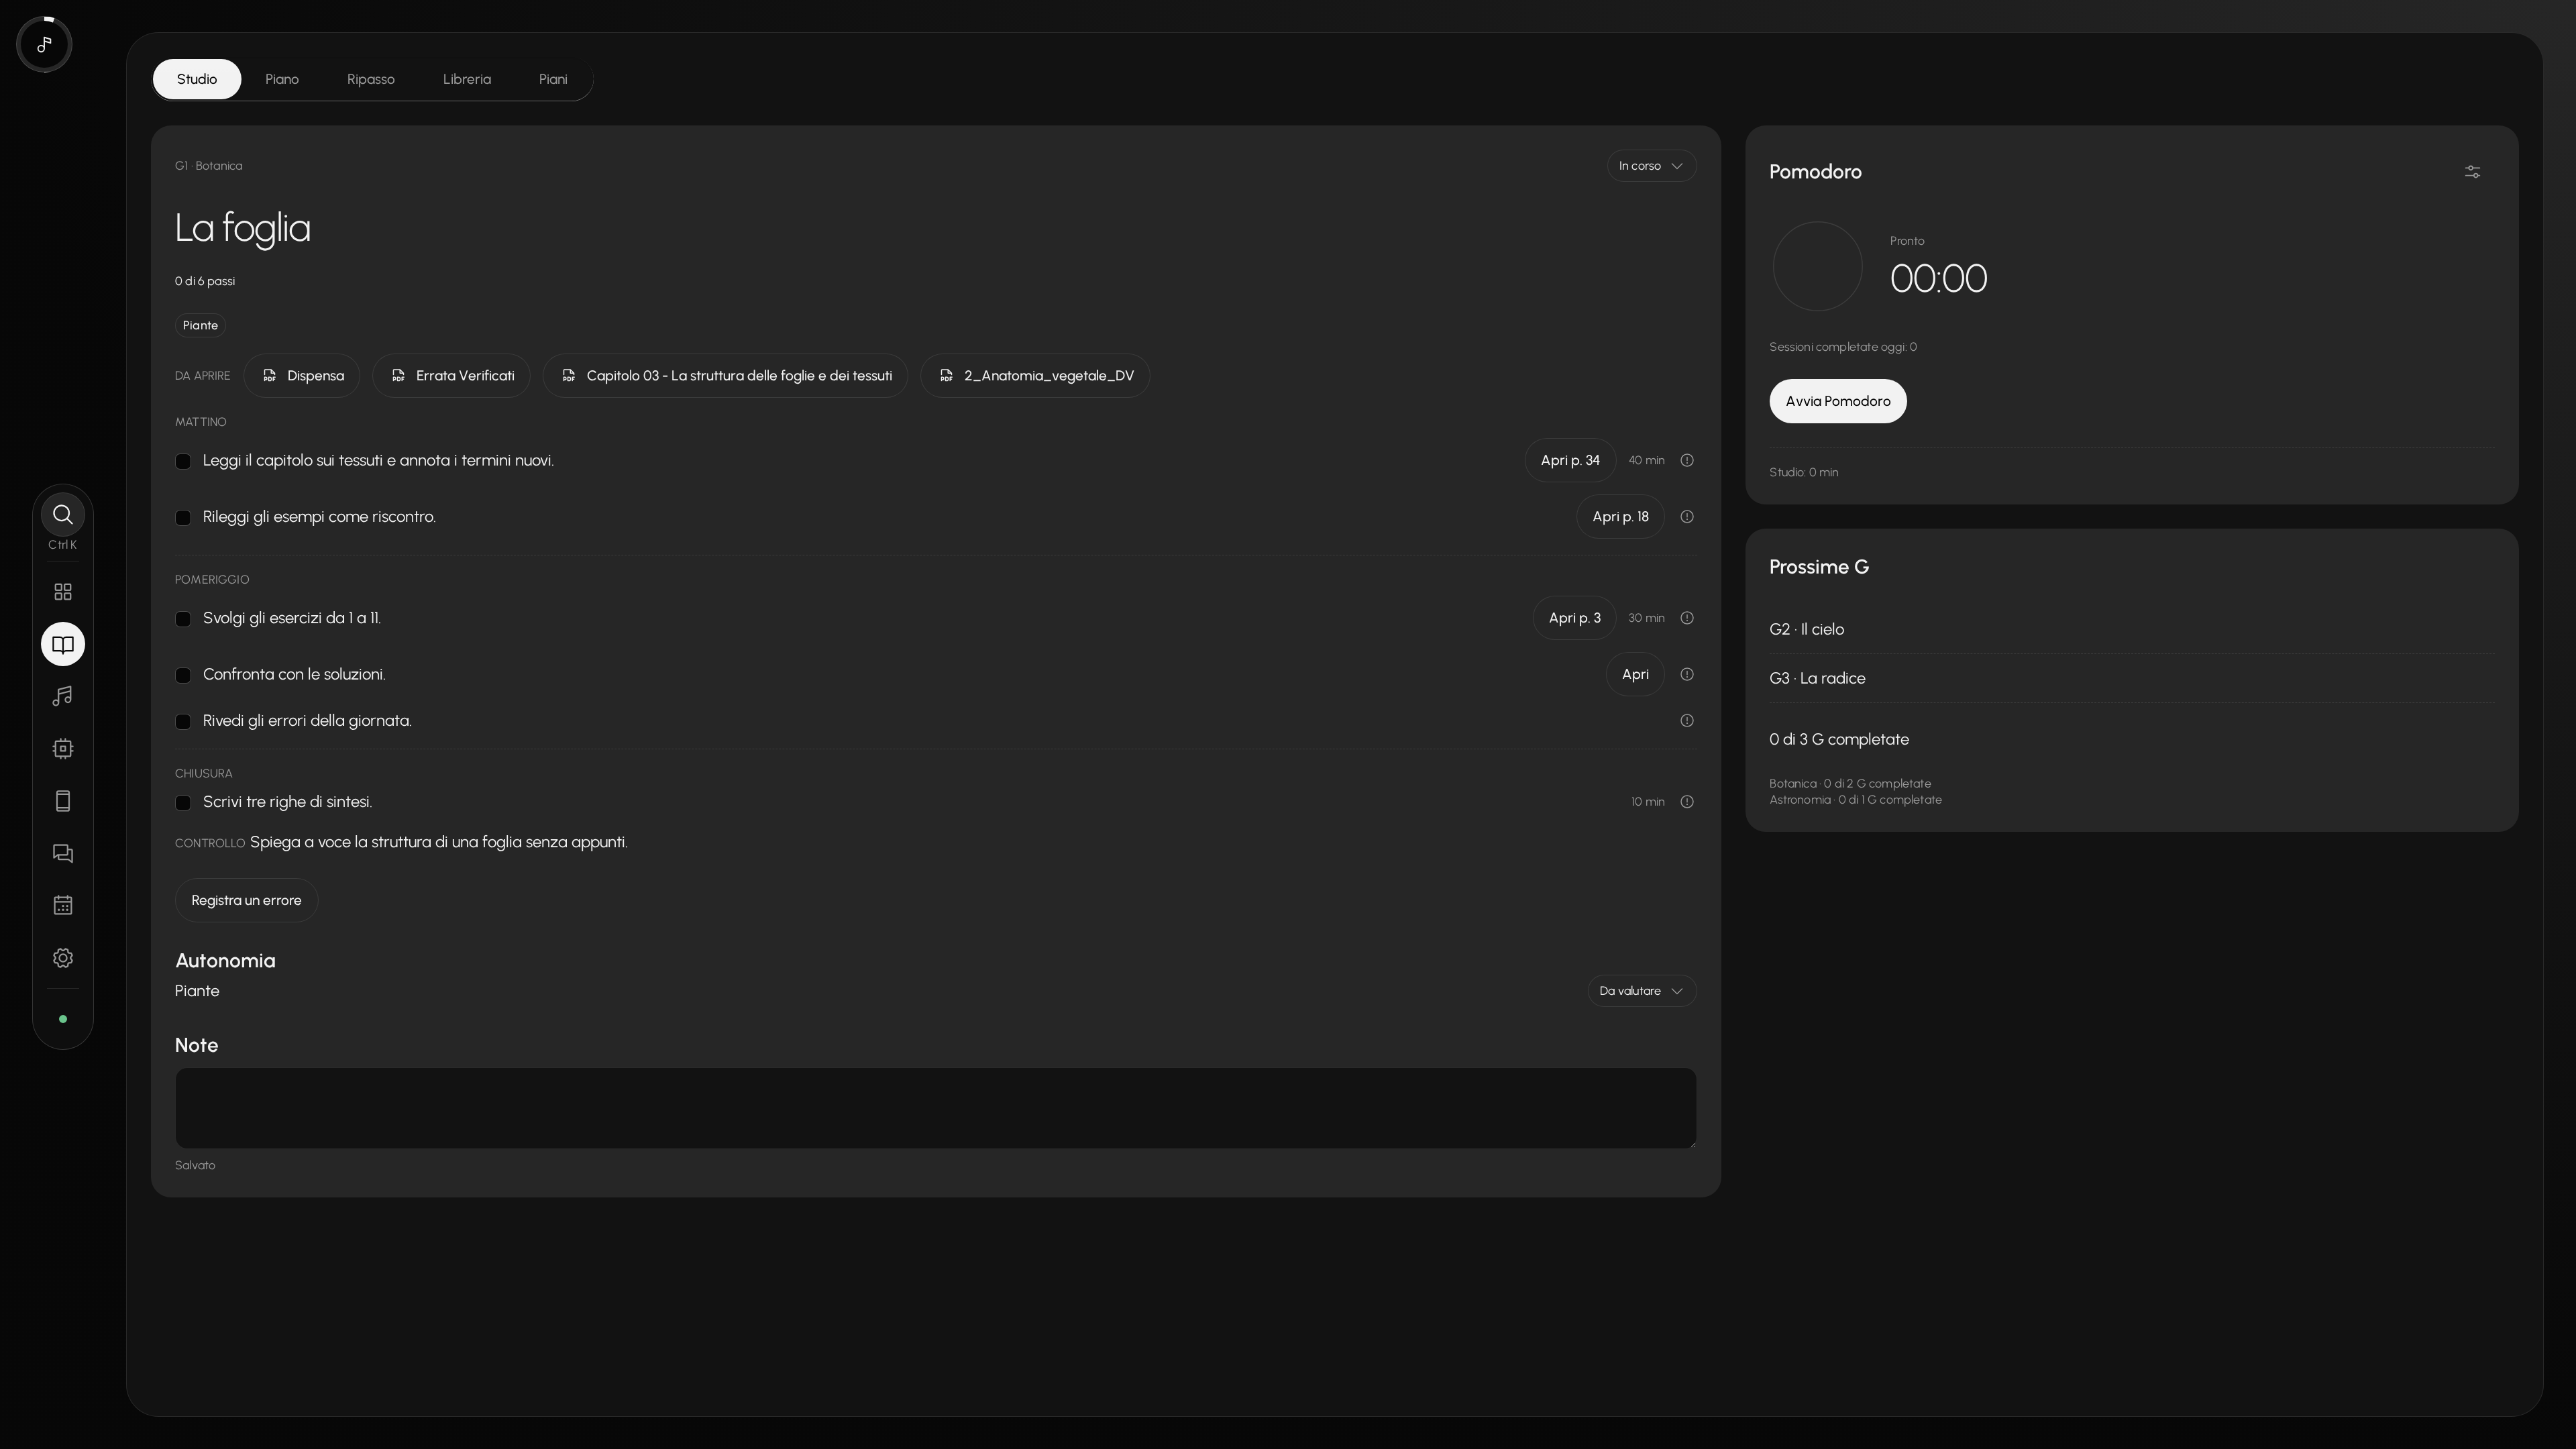 Studio Piano Ripasso Libreria Piani
G1 · Botanica
In corso
La foglia
0 di 6 passi
Piante
DA APRIRE Dispensa Errata Verificati Capitolo 03 - La struttura delle foglie e dei tessuti 2_Anatomia_vegetale_DV
MATTINO
Leggi il capitolo sui tessuti e annota i termini nuovi. Apri p. 34 40 min
Rileggi gli esempi come riscontro. Apri p. 18
POMERIGGIO
Svolgi gli esercizi da 1 a 11. Apri p. 3 30 min
Confronta con le soluzioni. Apri
Rivedi gli errori della giornata.
CHIUSURA
Scrivi tre righe di sintesi. 10 min
CONTROLLO Spiega a voce la struttura di una foglia senza appunti.
Registra un errore
Autonomia
Piante Da valutare
Note
Salvato
Pomodoro
Pronto
00:00
Sessioni completate oggi: 0
Avvia Pomodoro
Studio: 0 min
Prossime G
G2 · Il cielo
G3 · La radice
0 di 3 G completate
Botanica · 0 di 2 G completate
Astronomia · 0 di 1 G completate
Ctrl K
PDF
PDF
PDF
PDF